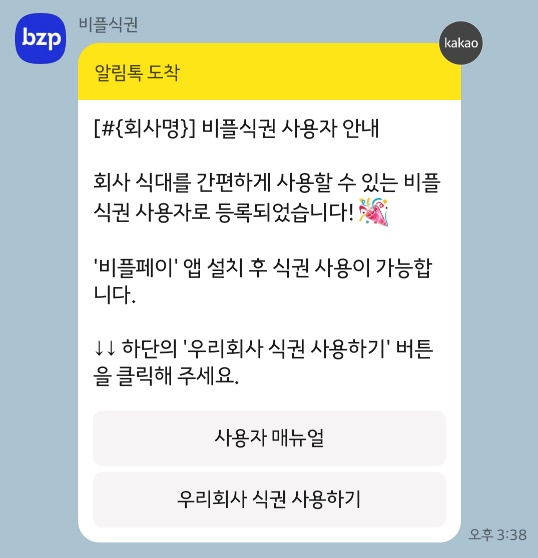 bzp
비플식권
kakao
알림톡 도착
[#{회사명}] 비플식권 사용자 안내
회사 식대를 간편하게 사용할 수 있는 비플
식권 사용자로 등록되었습니다!
'비플페이' 앱 설치 후 식권 사용이 가능합
니다.
↓↓ 하단의 '우리회사 식권 사용하기' 버튼
을 클릭해 주세요.
사용자 매뉴얼
우리회사 식권 사용하기
오후 3:38